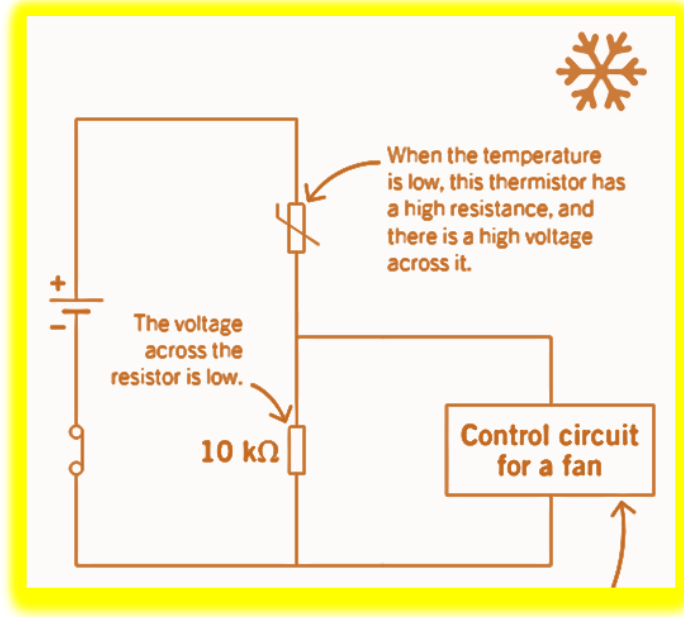 When the temperature
is low, this thermistor has
a high resistance, and
there is a high voltage
across it.
+
−
The voltage
across the
resistor is low.
10 kΩ
Control circuit
for a fan